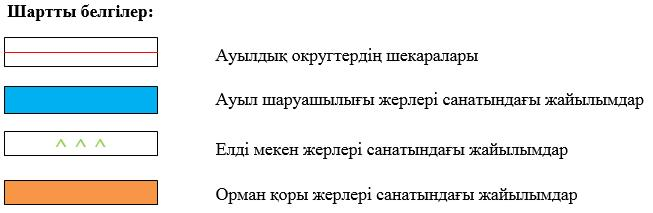 Шартты белгілер:
Ауылдық округтердің шекаралары
Ауыл шаруашылығы жерлері санатындағы жайылымдар
Елді мекен жерлері санатындағы жайылымдар
Орман қоры жерлері санатындағы жайылымдар